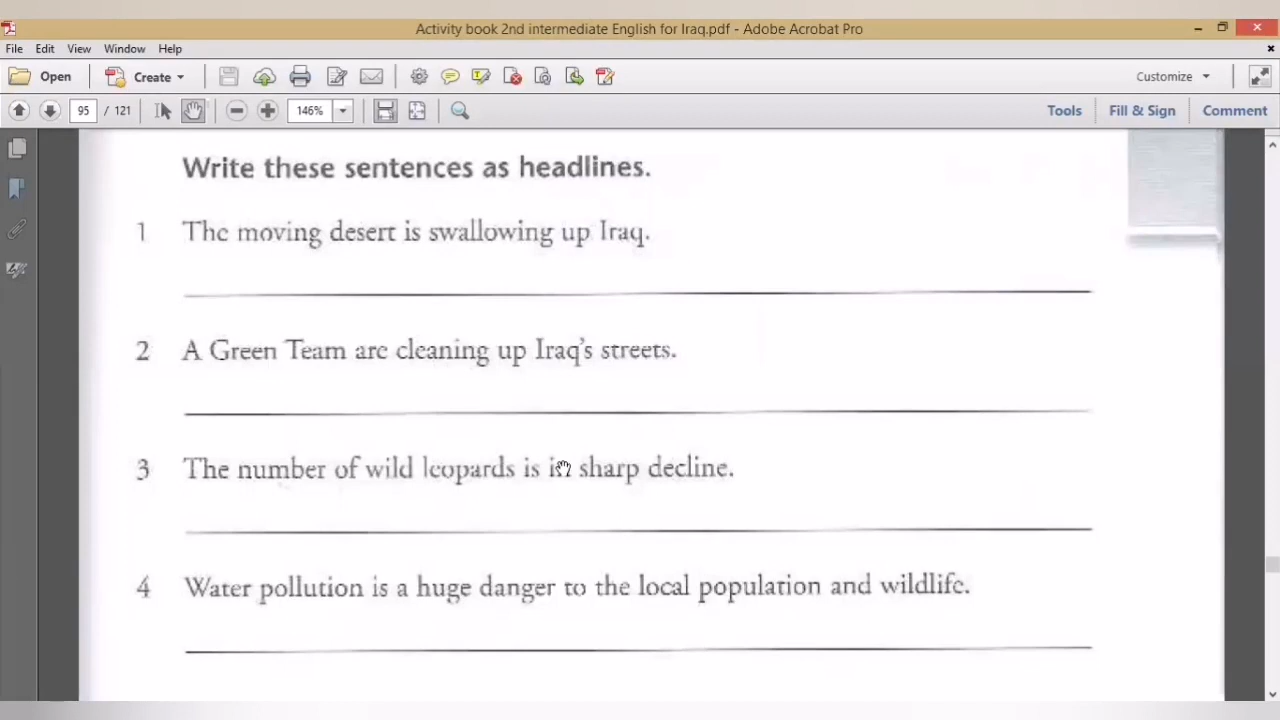 Activity book 2nd intermediate English for Iraq.pdf - Adobe Acrobat Pro
File Edit View Window Help
Open Create Customize
95 / 121 146% Tools Fill & Sign Comment
Write these sentences as headlines.
1 The moving desert is swallowing up Iraq.
2 A Green Team are cleaning up Iraq's streets.
3 The number of wild leopards is in sharp decline.
4 Water pollution is a huge danger to the local population and wildlife.